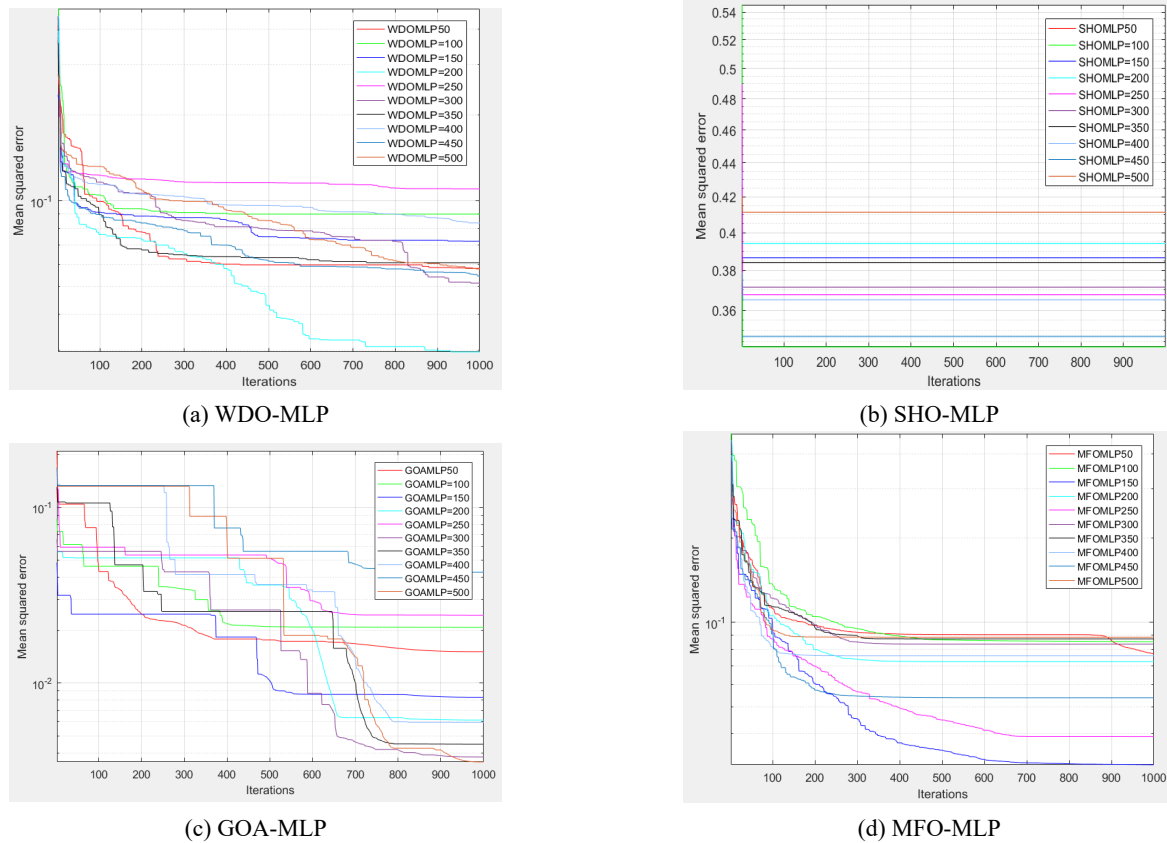 Mean squared error
10^-1
WDOMLP50
WDOMLP=100
WDOMLP=150
WDOMLP=200
WDOMLP=250
WDOMLP=300
WDOMLP=350
WDOMLP=400
WDOMLP=450
WDOMLP=500
100 200 300 400 500 600 700 800 900 1000
Iterations
(a) WDO-MLP
Mean squared error
0.54
0.52
0.5
0.48
0.46
0.44
0.42
0.4
0.38
0.36
SHOMLP50
SHOMLP=100
SHOMLP=150
SHOMLP=200
SHOMLP=250
SHOMLP=300
SHOMLP=350
SHOMLP=400
SHOMLP=450
SHOMLP=500
100 200 300 400 500 600 700 800 900
Iterations
(b) SHO-MLP
Mean squared error
10^-1
10^-2
GOAMLP50
GOAMLP=100
GOAMLP=150
GOAMLP=200
GOAMLP=250
GOAMLP=300
GOAMLP=350
GOAMLP=400
GOAMLP=450
GOAMLP=500
100 200 300 400 500 600 700 800 900 1000
Iterations
(c) GOA-MLP
Mean squared error
10^-1
MFOMLP50
MFOMLP100
MFOMLP150
MFOMLP200
MFOMLP250
MFOMLP300
MFOMLP350
MFOMLP400
MFOMLP450
MFOMLP500
100 200 300 400 500 600 700 800 900 1000
Iterations
(d) MFO-MLP